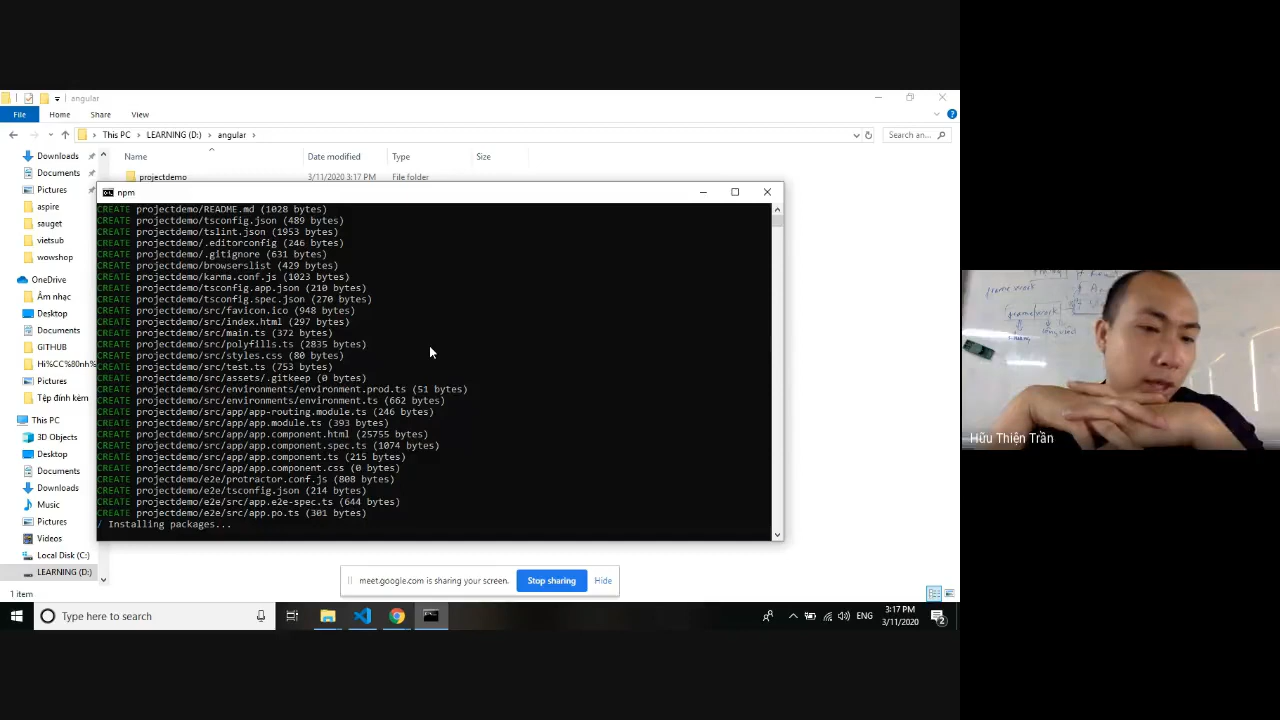 angular
File Home Share View
This PC > LEARNING (D:) > angular >
Search an...
Name Date modified Type Size
projectdemo 3/11/2020 3:17 PM File folder
Downloads
Documents
Pictures
aspire
sauget
vietsub
wowshop
OneDrive
Âm nhạc
Desktop
Documents
GITHUB
Hi%CC%80nh
Pictures
Tệp đính kèm
This PC
3D Objects
Desktop
Documents
Downloads
Music
Pictures
Videos
Local Disk (C:)
LEARNING (D:)
1 item
npm
CREATE projectdemo/README.md (1028 bytes)
CREATE projectdemo/tsconfig.json (489 bytes)
CREATE projectdemo/tslint.json (1953 bytes)
CREATE projectdemo/.editorconfig (246 bytes)
CREATE projectdemo/.gitignore (631 bytes)
CREATE projectdemo/browserslist (429 bytes)
CREATE projectdemo/karma.conf.js (1023 bytes)
CREATE projectdemo/tsconfig.app.json (210 bytes)
CREATE projectdemo/tsconfig.spec.json (270 bytes)
CREATE projectdemo/src/favicon.ico (948 bytes)
CREATE projectdemo/src/index.html (297 bytes)
CREATE projectdemo/src/main.ts (372 bytes)
CREATE projectdemo/src/polyfills.ts (2835 bytes)
CREATE projectdemo/src/styles.css (80 bytes)
CREATE projectdemo/src/test.ts (753 bytes)
CREATE projectdemo/src/assets/.gitkeep (0 bytes)
CREATE projectdemo/src/environments/environment.prod.ts (51 bytes)
CREATE projectdemo/src/environments/environment.ts (662 bytes)
CREATE projectdemo/src/app/app-routing.module.ts (246 bytes)
CREATE projectdemo/src/app/app.module.ts (393 bytes)
CREATE projectdemo/src/app/app.component.html (25755 bytes)
CREATE projectdemo/src/app/app.component.spec.ts (1074 bytes)
CREATE projectdemo/src/app/app.component.ts (215 bytes)
CREATE projectdemo/src/app/app.component.css (0 bytes)
CREATE projectdemo/e2e/protractor.conf.js (808 bytes)
CREATE projectdemo/e2e/tsconfig.json (214 bytes)
CREATE projectdemo/e2e/src/app.e2e-spec.ts (644 bytes)
CREATE projectdemo/e2e/src/app.po.ts (301 bytes)
/ Installing packages...
meet.google.com is sharing your screen. Stop sharing Hide
Type here to search
ENG
3:17 PM
3/11/2020
2
frame work
frame work
Hữu Thiện Trần